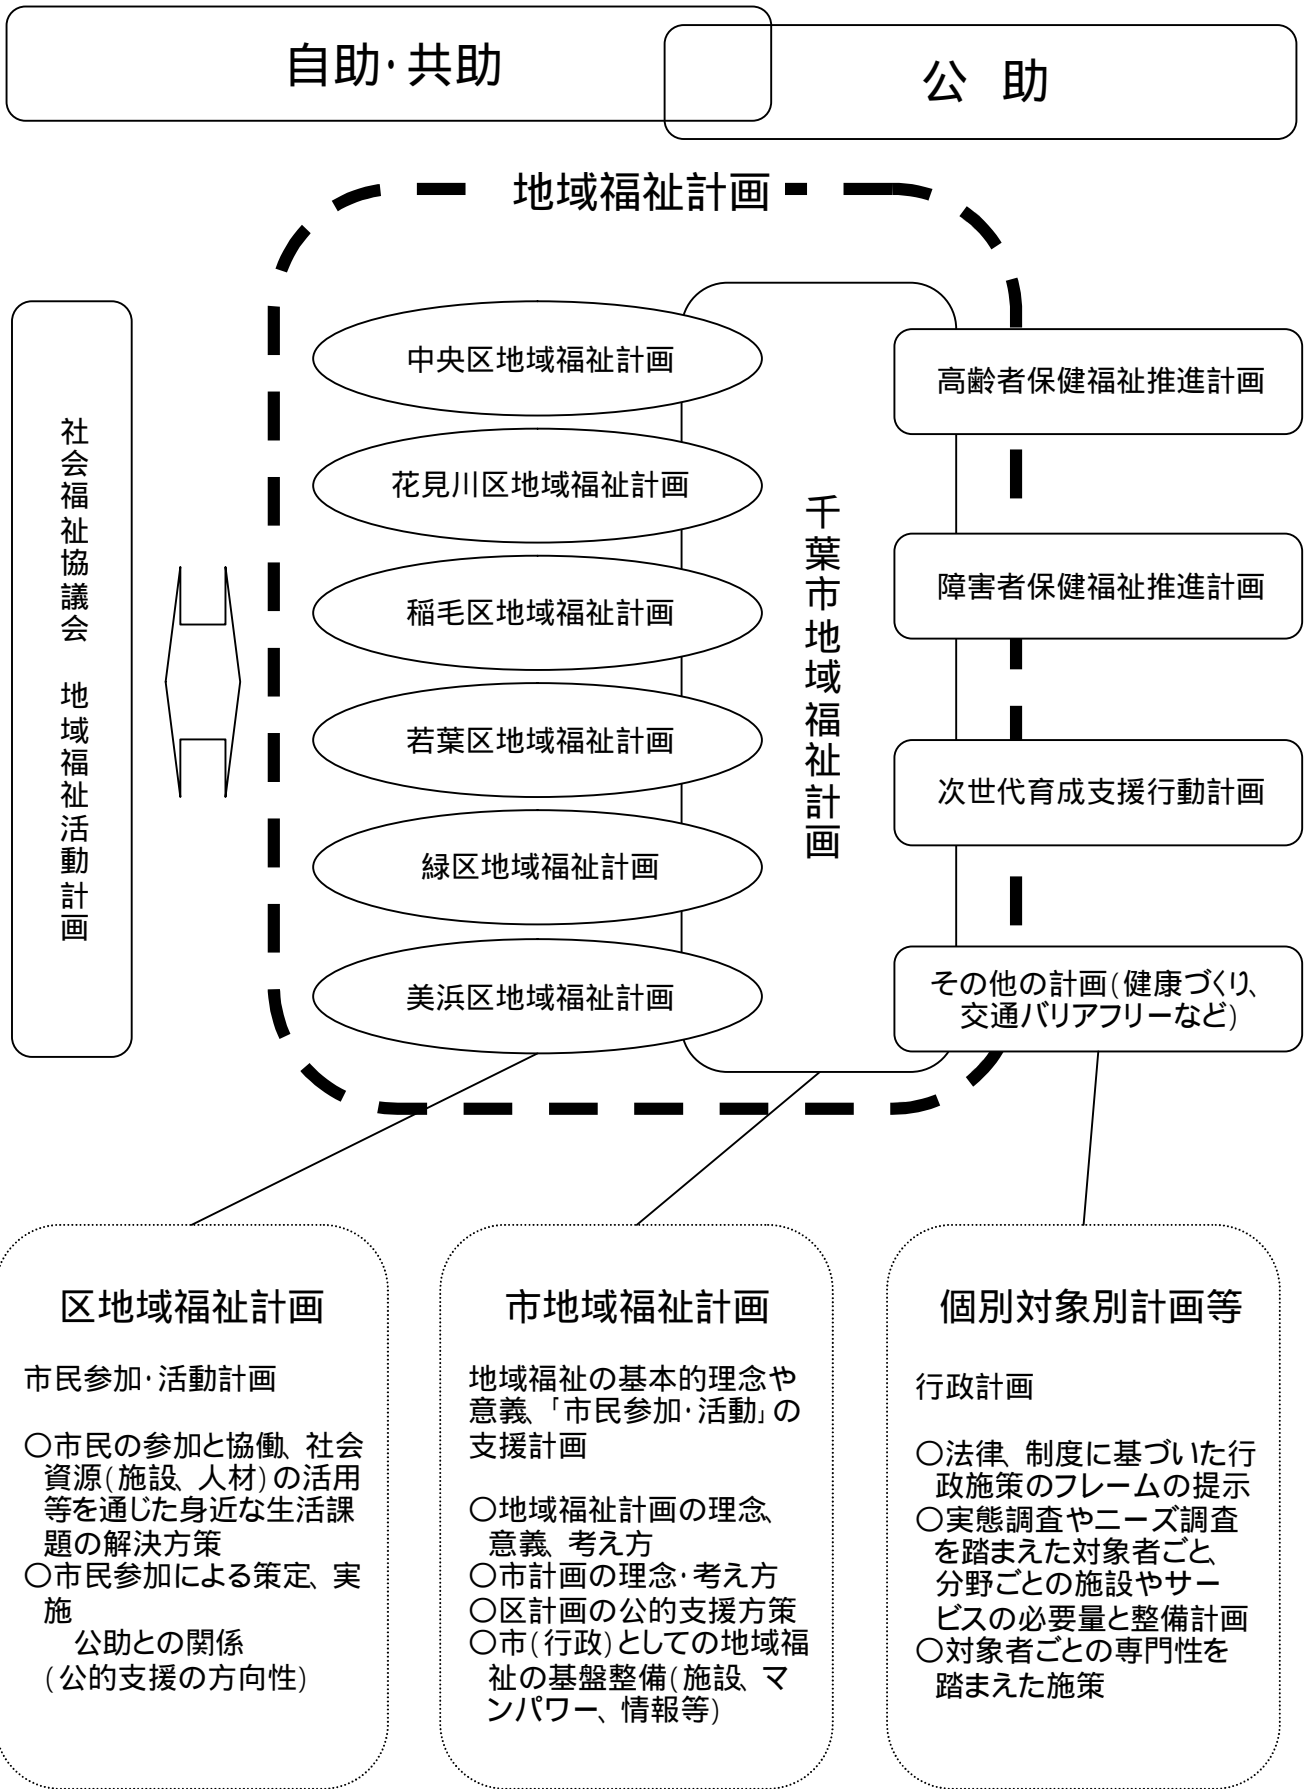 自助・共助
公　助
地域福祉計画
社会福祉協議会　地域福祉活動計画
中央区地域福祉計画
花見川区地域福祉計画
稲毛区地域福祉計画
若葉区地域福祉計画
緑区地域福祉計画
美浜区地域福祉計画
千葉市地域福祉計画
高齢者保健福祉推進計画
障害者保健福祉推進計画
次世代育成支援行動計画
その他の計画(健康づくり、
交通バリアフリーなど)
区地域福祉計画
市民参加・活動計画
○市民の参加と協働、社会
資源(施設、人材)の活用
等を通じた身近な生活課
題の解決方策
○市民参加による策定、実
施
公助との関係
(公的支援の方向性)
市地域福祉計画
地域福祉の基本的理念や
意義、「市民参加・活動」の
支援計画
○地域福祉計画の理念、
意義、考え方
○市計画の理念・考え方
○区計画の公的支援方策
○市(行政)としての地域福
祉の基盤整備(施設、マ
ンパワー、情報等)
個別対象別計画等
行政計画
○法律、制度に基づいた行
政施策のフレームの提示
○実態調査やニーズ調査
を踏まえた対象者ごと、
分野ごとの施設やサー
ビスの必要量と整備計画
○対象者ごとの専門性を
踏まえた施策